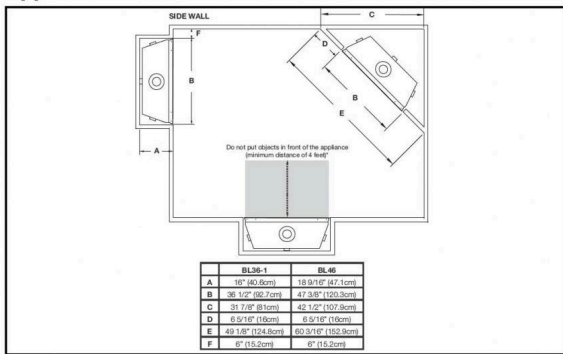 SIDE WALL
C
F
D
B
B
E
A
Do not put objects in front of the appliance
(minimum distance of 4 feet)*
BL36-1 BL46
A 16" (40.6cm) 18 9/16" (47.1cm)
B 36 1/2" (92.7cm) 47 3/8" (120.3cm)
C 31 7/8" (81cm) 42 1/2" (107.9cm)
D 6 5/16" (16cm) 6 5/16" (16cm)
E 49 1/8" (124.8cm) 60 3/16" (152.9cm)
F 6" (15.2cm) 6" (15.2cm)